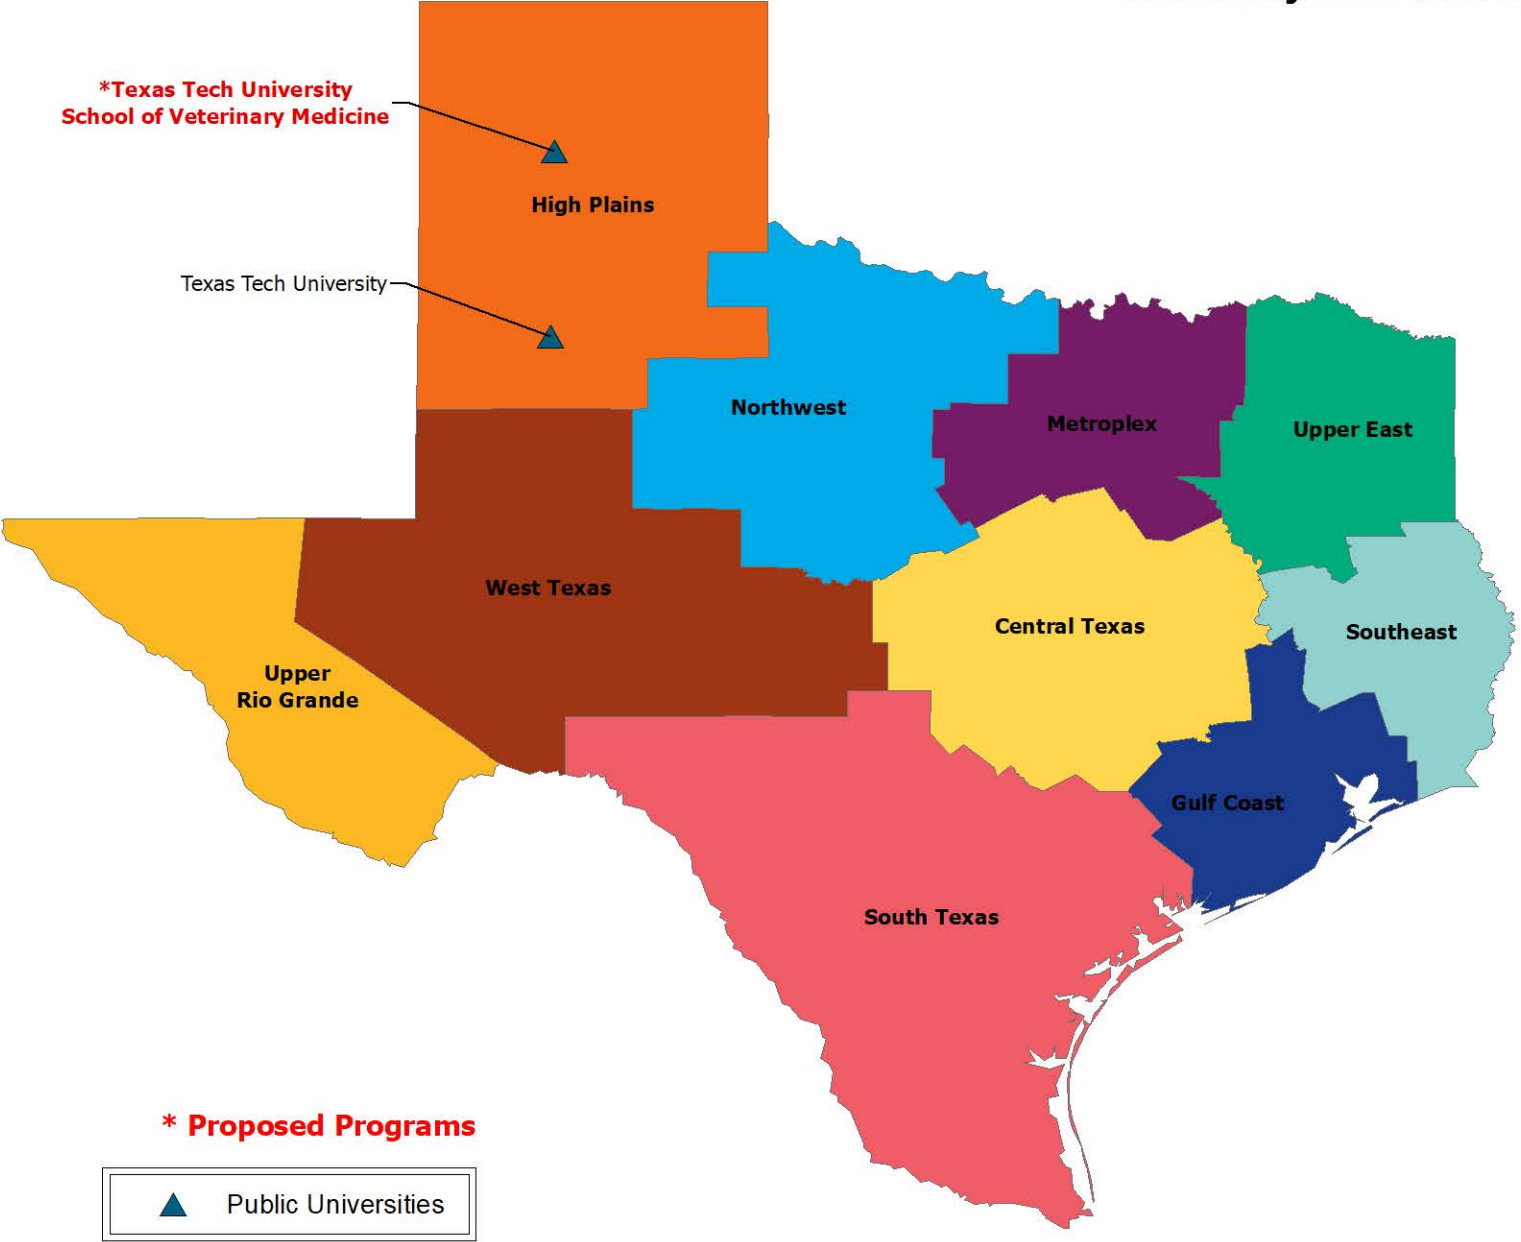 *Texas Tech University
School of Veterinary Medicine
High Plains
Texas Tech University
Northwest
Metroplex
Upper East
West Texas
Central Texas
Southeast
Upper
Rio Grande
Gulf Coast
South Texas
* Proposed Programs
Public Universities